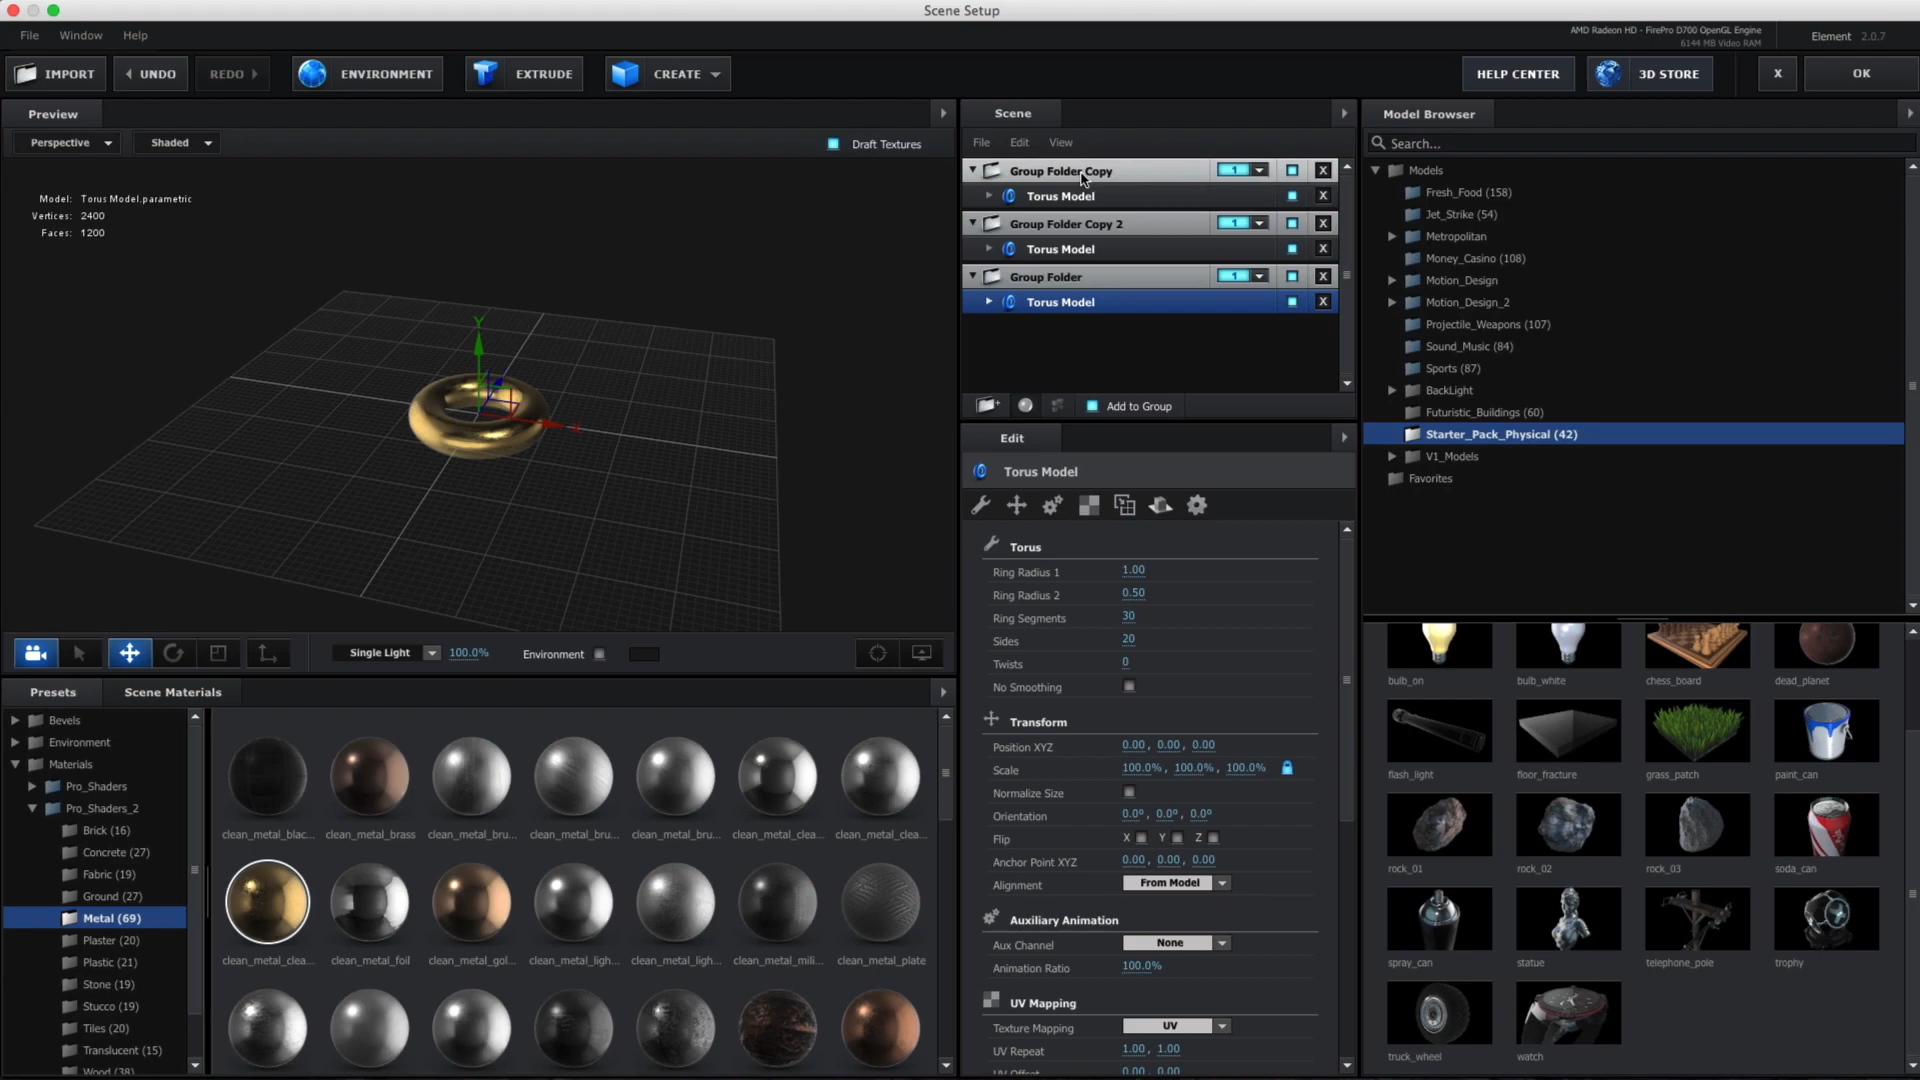 Scene Setup
File Window Help
AMD Radeon HD - FirePro D700 OpenGL Engine
6144 MB Video RAM
Element 2.0.7
IMPORT UNDO REDO ENVIRONMENT EXTRUDE CREATE HELP CENTER 3D STORE X OK
Preview
Perspective Shaded Draft Textures
Model: Torus Model.parametric
Vertices: 2400
Faces: 1200
Y
X
Single Light 100.0% Environment
Scene
File Edit View
Group Folder Copy 1 X
Torus Model X
Group Folder Copy 2 1 X
Torus Model X
Group Folder 1 X
Torus Model X
Add to Group
Edit
Torus Model
Torus
Ring Radius 1 1.00
Ring Radius 2 0.50
Ring Segments 30
Sides 20
Twists 0
No Smoothing
Transform
Position XYZ 0.00, 0.00, 0.00
Scale 100.0%, 100.0%, 100.0%
Normalize Size
Orientation 0.0º, 0.0º, 0.0º
Flip X Y Z
Anchor Point XYZ 0.00, 0.00, 0.00
Alignment From Model
Auxiliary Animation
Aux Channel None
Animation Ratio 100.0%
UV Mapping
Texture Mapping UV
UV Repeat 1.00, 1.00
UV Offset 0.00, 0.00
Model Browser
Search...
Models
Fresh_Food (158)
Jet_Strike (54)
Metropolitan
Money_Casino (108)
Motion_Design
Motion_Design_2
Projectile_Weapons (107)
Sound_Music (84)
Sports (87)
BackLight
Futuristic_Buildings (60)
Starter_Pack_Physical (42)
V1_Models
Favorites
bulb_on bulb_white chess_board dead_planet
flash_light floor_fracture grass_patch paint_can
rock_01 rock_02 rock_03 soda_can
spray_can statue telephone_pole trophy
truck_wheel watch
Presets Scene Materials
Bevels
Environment
Materials
Pro_Shaders
Pro_Shaders_2
Brick (16)
Concrete (27)
Fabric (19)
Ground (27)
Metal (69)
Plaster (20)
Plastic (21)
Stone (19)
Stucco (19)
Tiles (20)
Translucent (15)
Wood (38)
clean_metal_blac... clean_metal_brass clean_metal_bru... clean_metal_bru... clean_metal_bru... clean_metal_clea... clean_metal_clea...
clean_metal_clea... clean_metal_foil clean_metal_gol... clean_metal_ligh... clean_metal_ligh... clean_metal_mili... clean_metal_plate